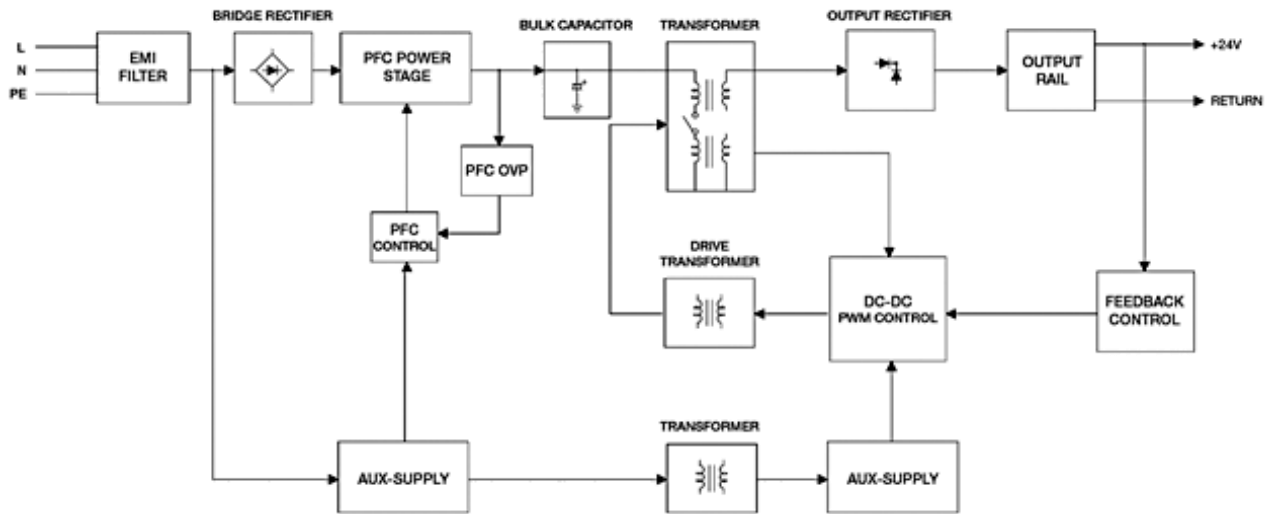 BRIDGE RECTIFIER
BULK CAPACITOR
TRANSFORMER
OUTPUT RECTIFIER
L
N
PE
EMI
FILTER
PFC POWER
STAGE
OUTPUT
RAIL
+24V
RETURN
PFC OVP
PFC
CONTROL
DRIVE
TRANSFORMER
DC-DC
PWM CONTROL
FEEDBACK
CONTROL
TRANSFORMER
AUX-SUPPLY
AUX-SUPPLY